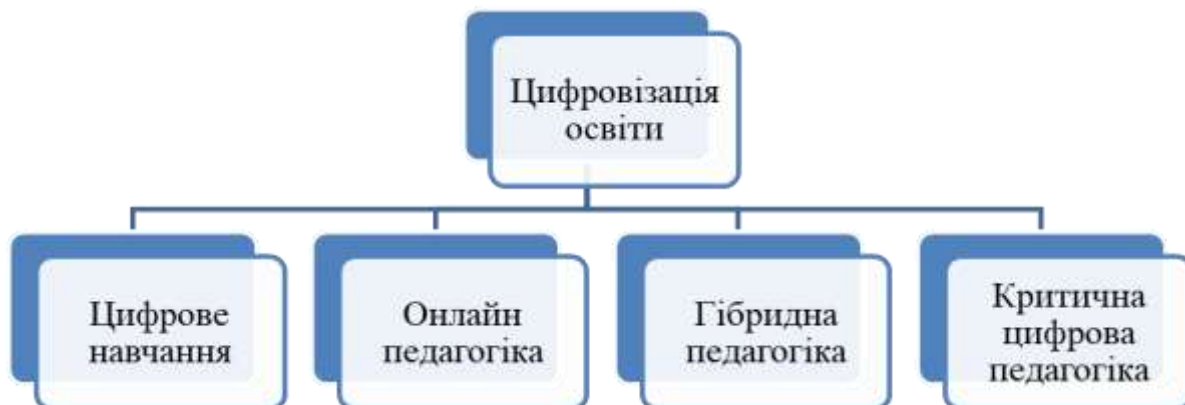 Цифровізація
освіти
Цифрове
навчання
Онлайн
педагогіка
Гібридна
педагогіка
Критична
цифрова
педагогіка